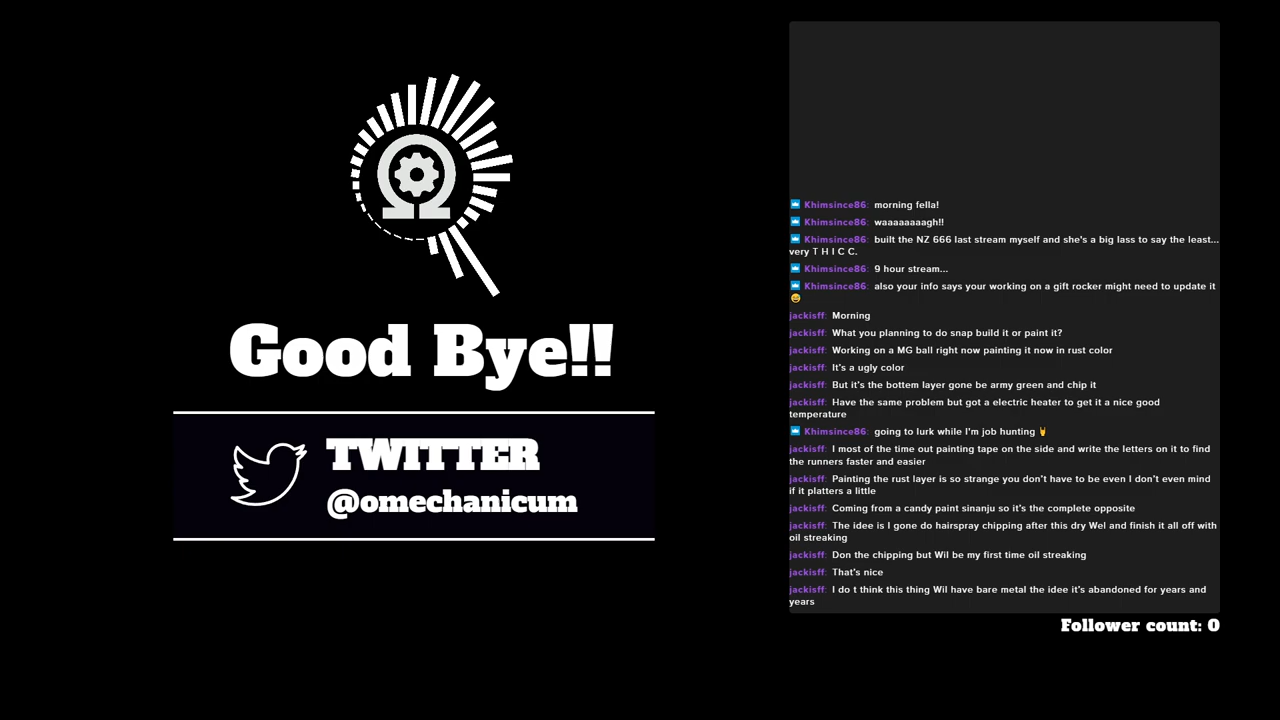 Good Bye!!
TWITTER
@omechanicum
Khimsince86: morning fella!
Khimsince86: waaaaaaaagh!!
Khimsince86: built the NZ 666 last stream myself and she's a big lass to say the least...
very T H I C C.
Khimsince86: 9 hour stream...
Khimsince86: also your info says your working on a gift rocker might need to update it
😄
jackisff: Morning
jackisff: What you planning to do snap build it or paint it?
jackisff: Working on a MG ball right now painting it now in rust color
jackisff: It's a ugly color
jackisff: But it's the bottem layer gone be army green and chip it
jackisff: Have the same problem but got a electric heater to get it a nice good
temperature
Khimsince86: going to lurk while I'm job hunting 🤘
jackisff: I most of the time out painting tape on the side and write the letters on it to find
the runners faster and easier
jackisff: Painting the rust layer is so strange you don't have to be even I don't even mind
if it platters a little
jackisff: Coming from a candy paint sinanju so it's the complete opposite
jackisff: The idee is I gone do hairspray chipping after this dry Wel and finish it all off with
oil streaking
jackisff: Don the chipping but Wil be my first time oil streaking
jackisff: That's nice
jackisff: I do t think this thing Wil have bare metal the idee it's abandoned for years and
years
Follower count: 0